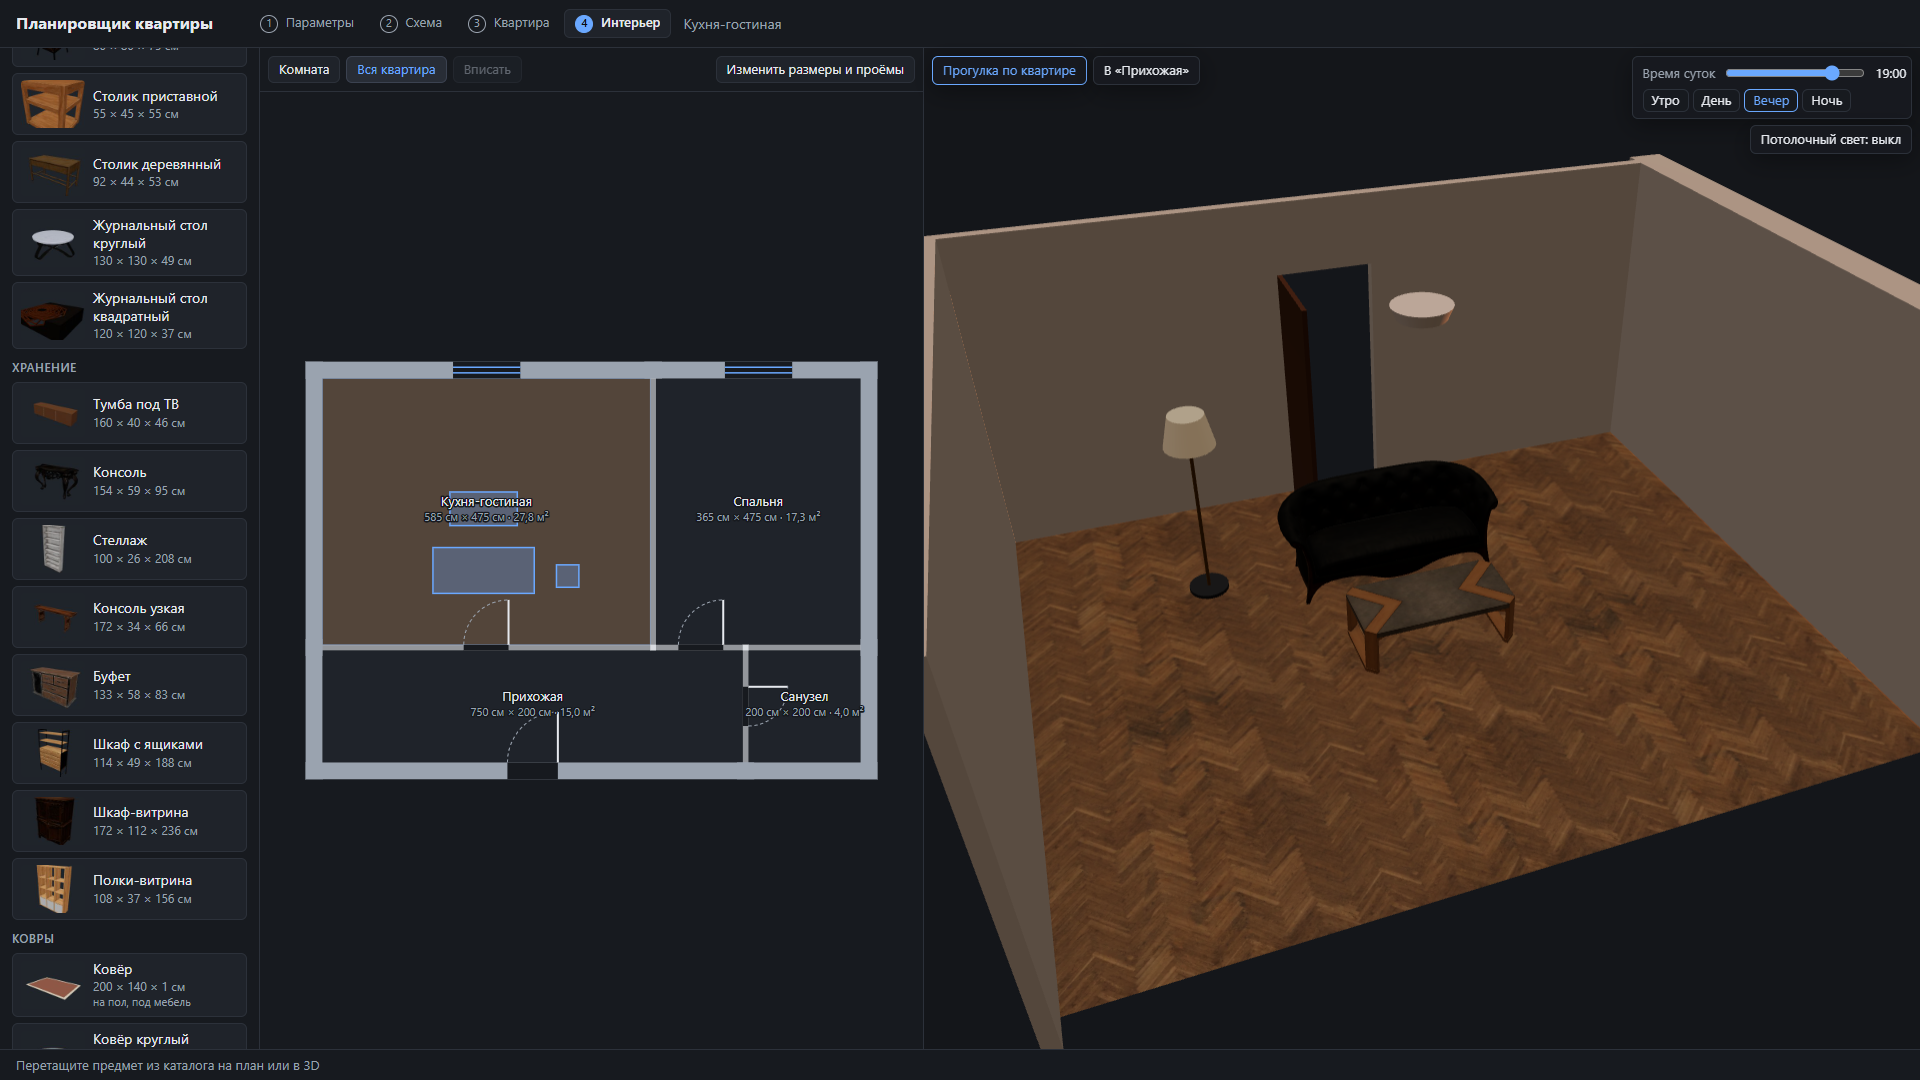 Планировщик квартиры
1 Параметры
2 Схема
3 Квартира
4 Интерьер
Кухня-гостиная
Столик приставной
55 × 45 × 55 см
Столик деревянный
92 × 44 × 53 см
Журнальный стол
круглый
130 × 130 × 49 см
Журнальный стол
квадратный
120 × 120 × 37 см
ХРАНЕНИЕ
Тумба под ТВ
160 × 40 × 46 см
Консоль
154 × 59 × 95 см
Стеллаж
100 × 26 × 208 см
Консоль узкая
172 × 34 × 66 см
Буфет
133 × 58 × 83 см
Шкаф с ящиками
114 × 49 × 188 см
Шкаф-витрина
172 × 112 × 236 см
Полки-витрина
108 × 37 × 156 см
КОВРЫ
Ковёр
200 × 140 × 1 см
на пол, под мебель
Ковёр круглый
Комната
Вся квартира
Вписать
Изменить размеры и проёмы
Кухня-гостиная
585 см × 475 см · 27,8 м²
Спальня
365 см × 475 см · 17,3 м²
Прихожая
750 см × 200 см · 15,0 м²
Санузел
200 см × 200 см · 4,0 м²
Прогулка по квартире
В «Прихожая»
Время суток
19:00
Утро
День
Вечер
Ночь
Потолочный свет: выкл
Перетащите предмет из каталога на план или в 3D